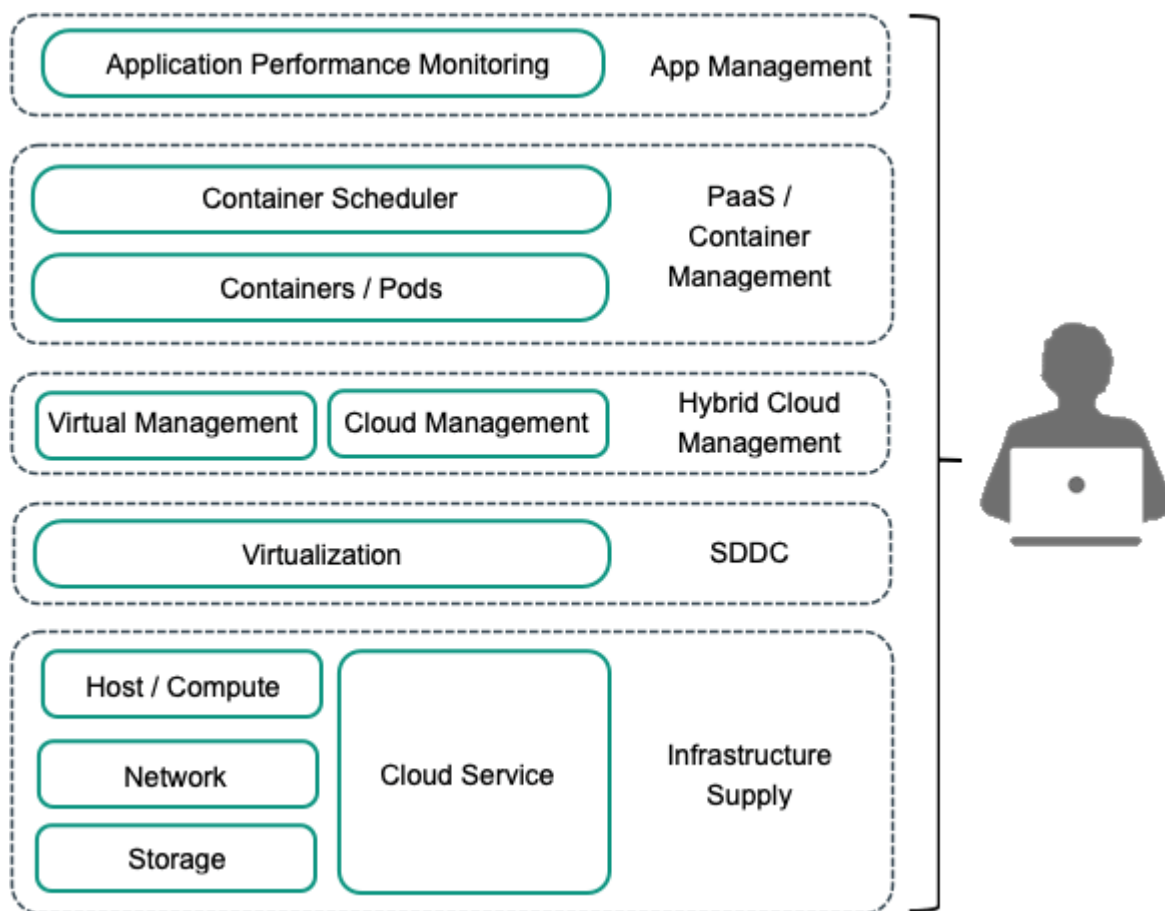 Application Performance Monitoring
App Management
Container Scheduler
Containers / Pods
PaaS /
Container
Management
Virtual Management
Cloud Management
Hybrid Cloud
Management
Virtualization
SDDC
Host / Compute
Network
Storage
Cloud Service
Infrastructure
Supply